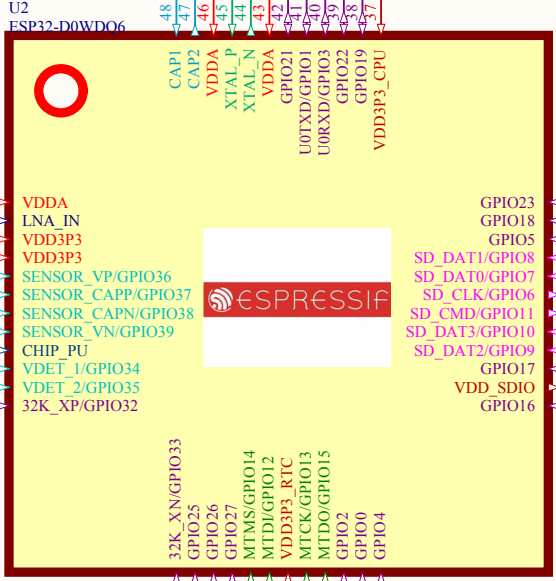 U2
ESP32-D0WDQ6
48
47
46
45
44
43
42
41
40
39
38
37
CAP1
CAP2
VDDA
XTAL_P
XTAL_N
VDDA
GPIO21
U0TXD/GPIO1
U0RXD/GPIO3
GPIO22
GPIO19
VDD3P3_CPU
VDDA
LNA_IN
VDD3P3
VDD3P3
SENSOR_VP/GPIO36
SENSOR_CAPP/GPIO37
SENSOR_CAPN/GPIO38
SENSOR_VN/GPIO39
CHIP_PU
VDET_1/GPIO34
VDET_2/GPIO35
32K_XP/GPIO32
ESPRESSIF
GPIO23
GPIO18
GPIO5
SD_DAT1/GPIO8
SD_DAT0/GPIO7
SD_CLK/GPIO6
SD_CMD/GPIO11
SD_DAT3/GPIO10
SD_DAT2/GPIO9
GPIO17
VDD_SDIO
GPIO16
32K_XN/GPIO33
GPIO25
GPIO26
GPIO27
MTMS/GPIO14
MTDI/GPIO12
VDD3P3_RTC
MTCK/GPIO13
MTDO/GPIO15
GPIO2
GPIO0
GPIO4